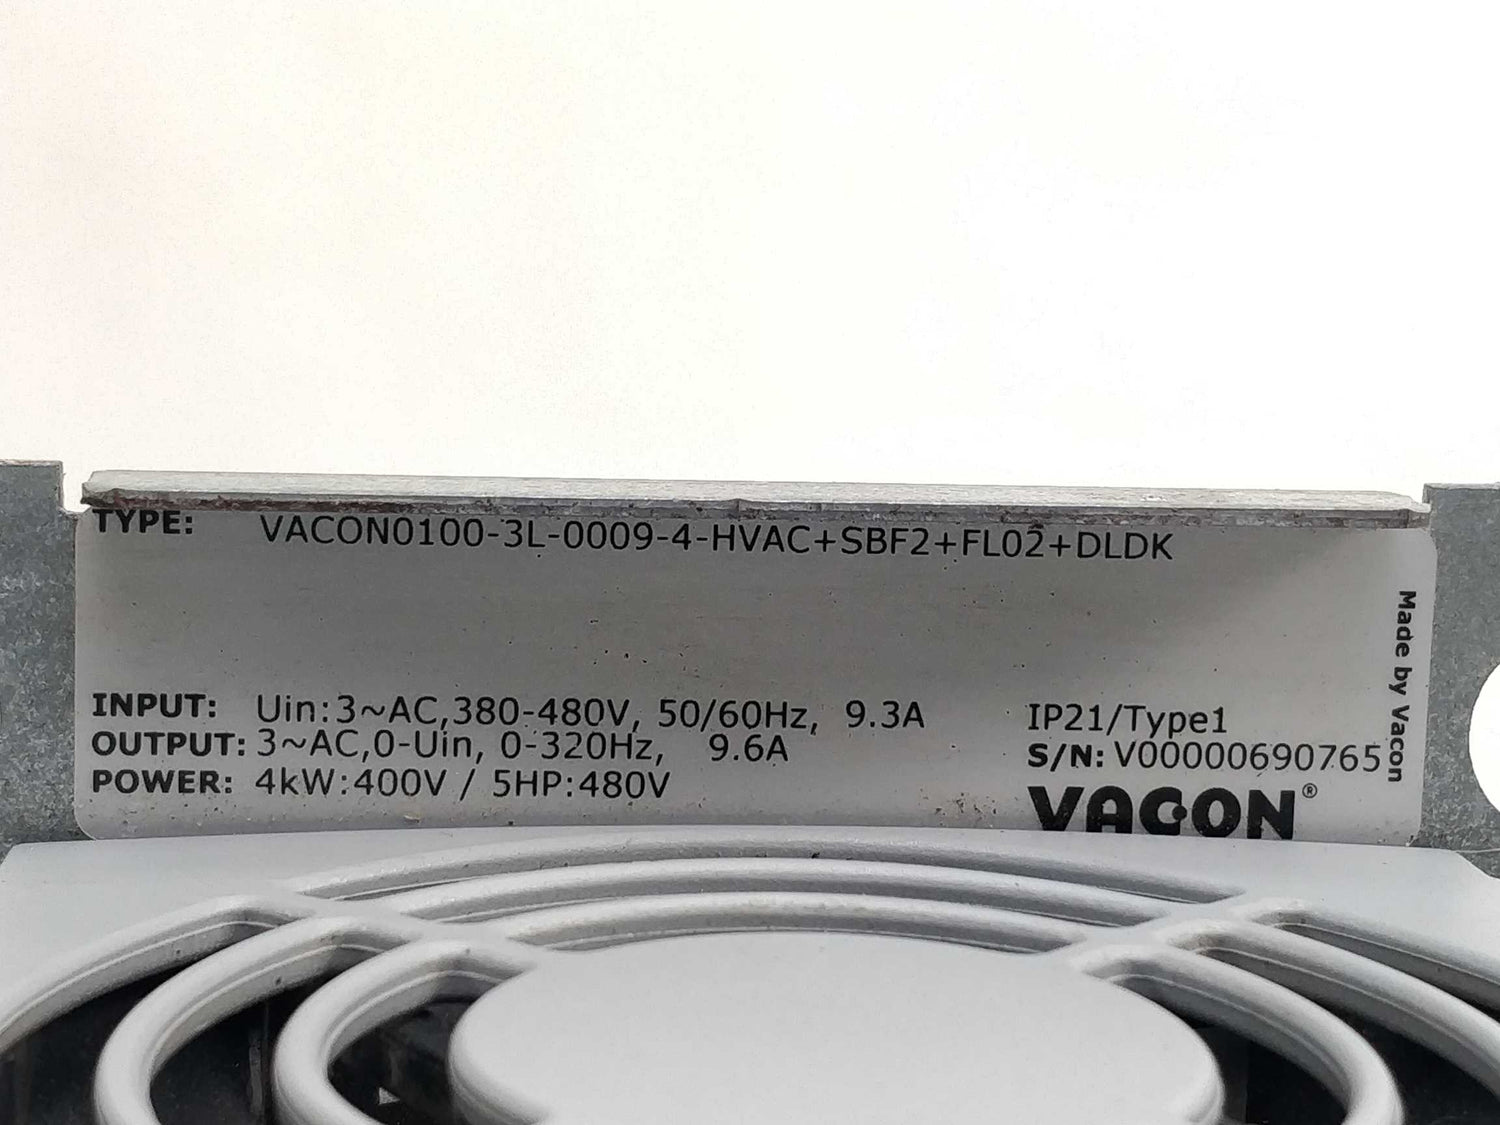 TYPE: VACON0100-3L-0009-4-HVAC+SBF2+FL02+DLDK
INPUT: Uin:3~AC,380-480V, 50/60Hz, 9.3A
OUTPUT: 3~AC,0-Uin, 0-320Hz, 9.6A
POWER: 4kW:400V / 5HP:480V
IP21/Type1
S/N: V00000690765
VACON®
Made by Vacon